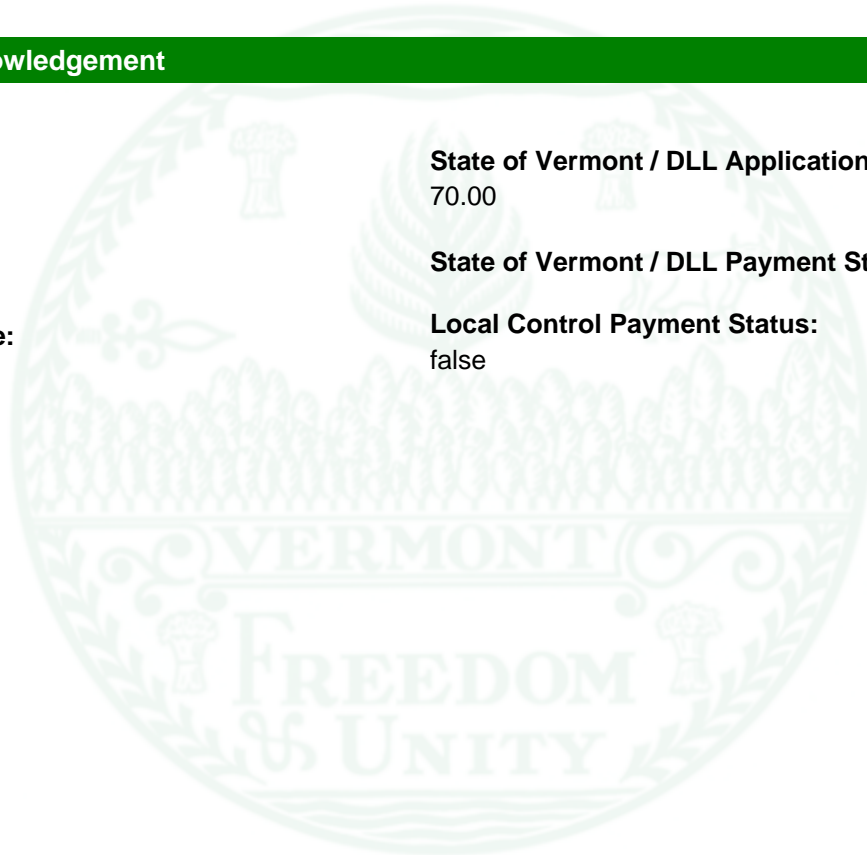 owledgement
State of Vermont / DLL Application
70.00
State of Vermont / DLL Payment St
e:
Local Control Payment Status:
false
VERMONT
FREEDOM
& UNITY